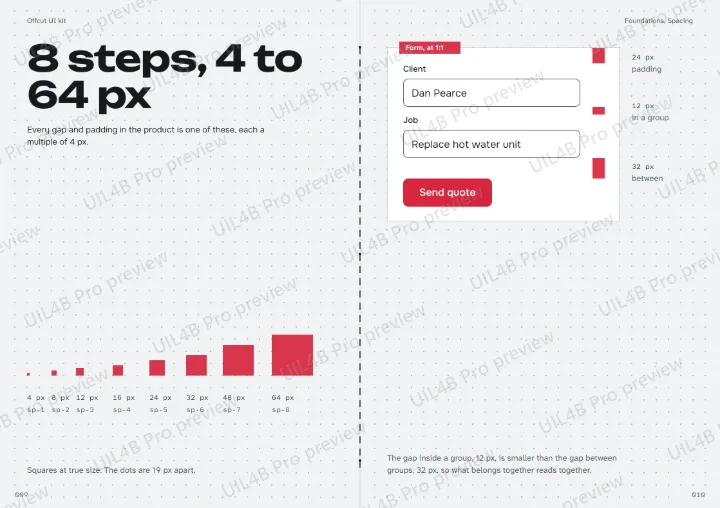 Offcut UI kit
8 steps, 4 to
64 px
Every gap and padding in the product is one of these, each a
multiple of 4 px.
4 px 8 px 12 px 16 px 24 px 32 px 48 px 64 px
sp-1 sp-2 sp-3 sp-4 sp-5 sp-6 sp-7 sp-8
Squares at true size. The dots are 19 px apart.
009
Foundations, Spacing
Form, at 1:1
Client
Dan Pearce
Job
Replace hot water unit
Send quote
24 px
padding
12 px
in a group
32 px
between
The gap inside a group, 12 px, is smaller than the gap between
groups, 32 px, so what belongs together reads together.
010
UIL4B Pro preview